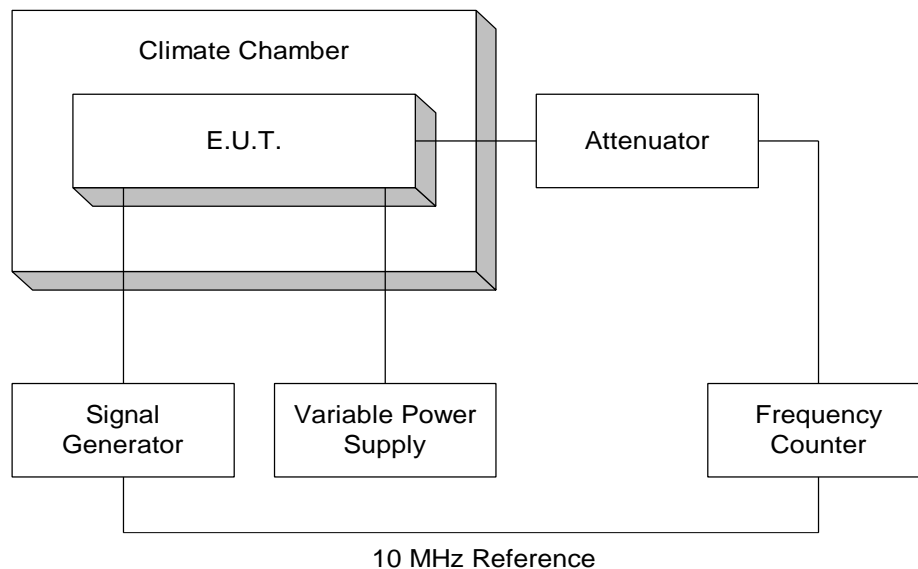 Climate Chamber
E.U.T.
Attenuator
Signal
Generator
Variable Power
Supply
Frequency
Counter
10 MHz Reference